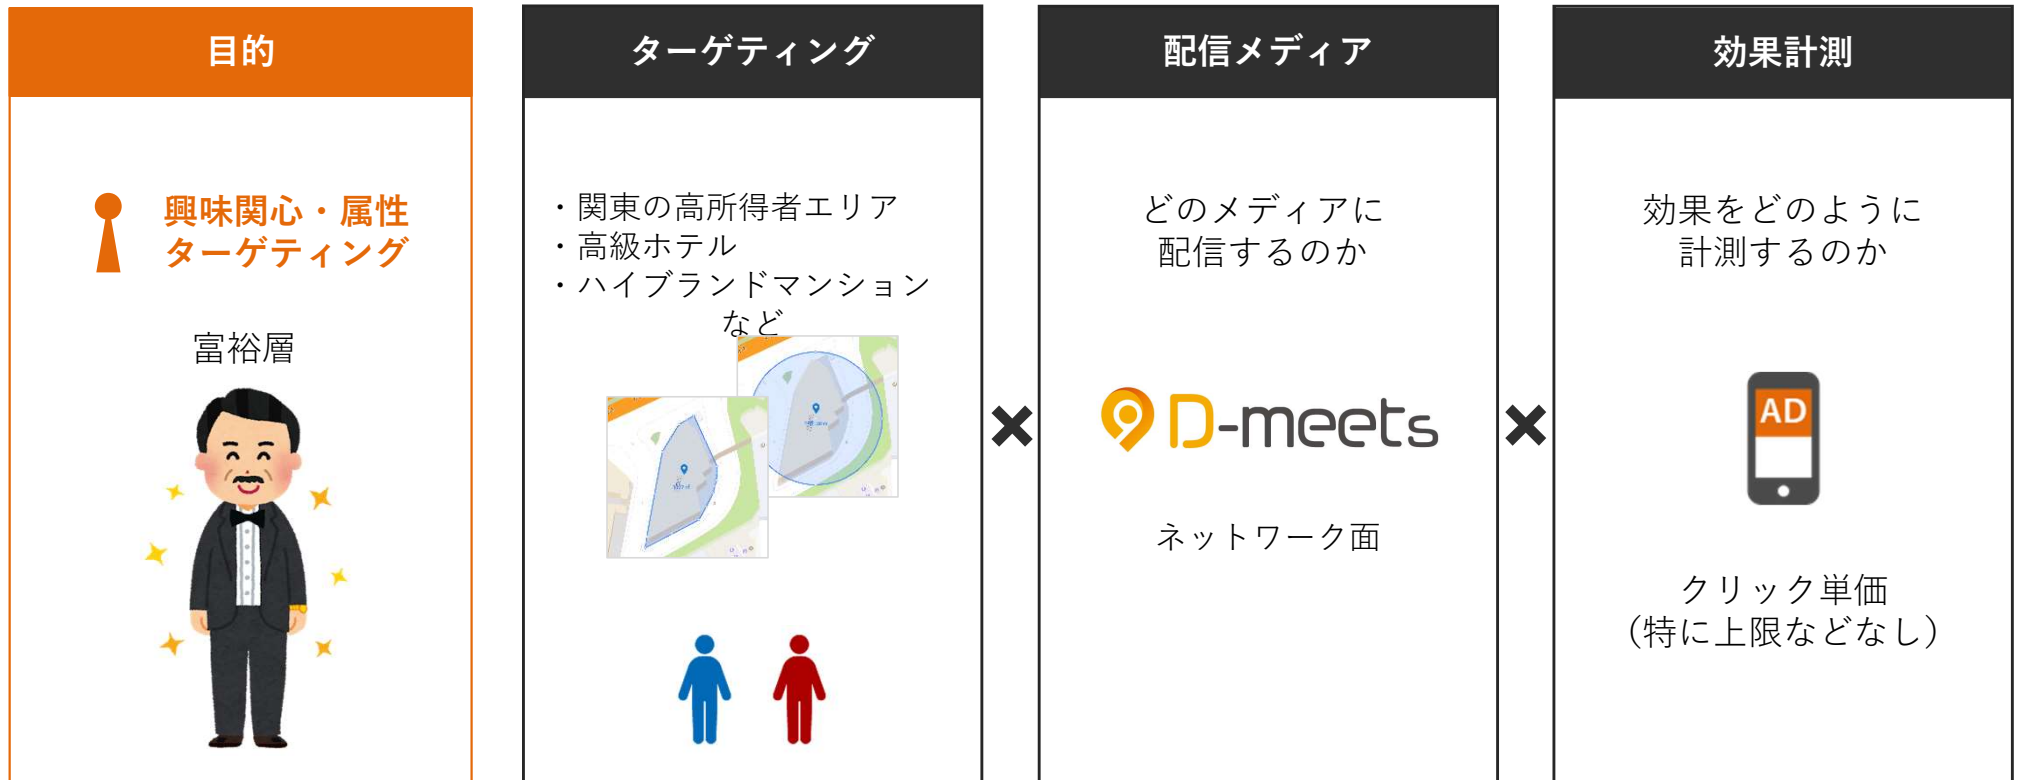 目的
興味関心・属性
ターゲティング
富裕層
ターゲティング
・関東の高所得者エリア
・高級ホテル
・ハイブランドマンション
など
配信メディア
どのメディアに
配信するのか
D-meets
ネットワーク面
効果計測
効果をどのように
計測するのか
AD
クリック単価
(特に上限などなし)